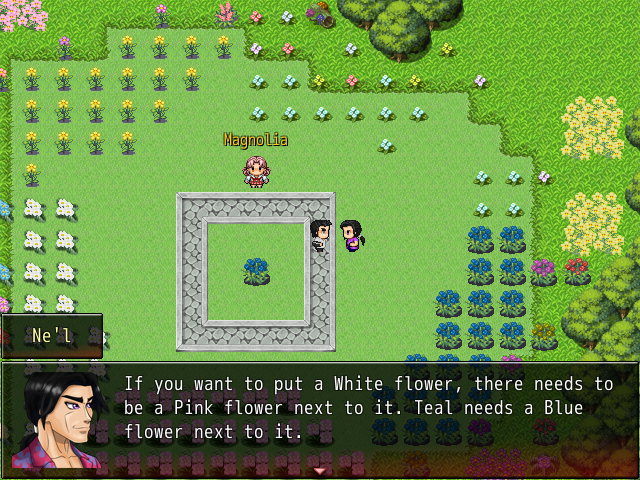 Magnolia
Ne'l
If you want to put a White flower, there needs to
be a Pink flower next to it. Teal needs a Blue
flower next to it.